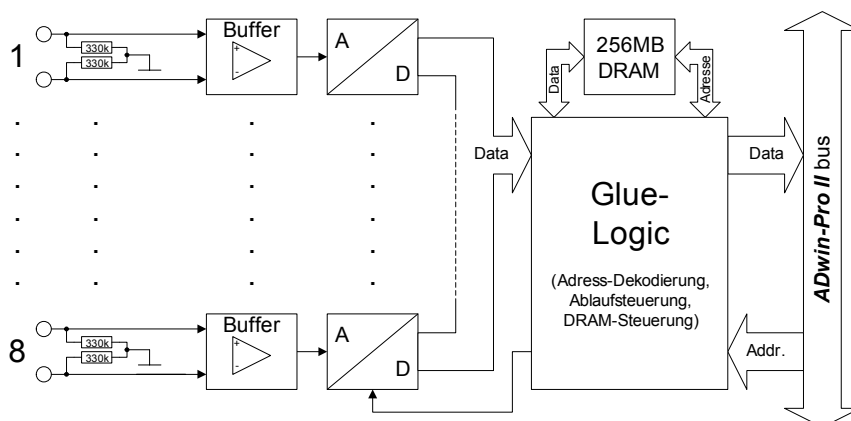 1
330k
330k
Buffer
+
-
A
D
Data
256MB
DRAM
Data
Adresse
Glue-
Logic
(Adress-Dekodierung,
Ablaufsteuerung,
DRAM-Steuerung)
Data
Addr.
ADwin-Pro II bus
8
330k
330k
Buffer
+
-
A
D